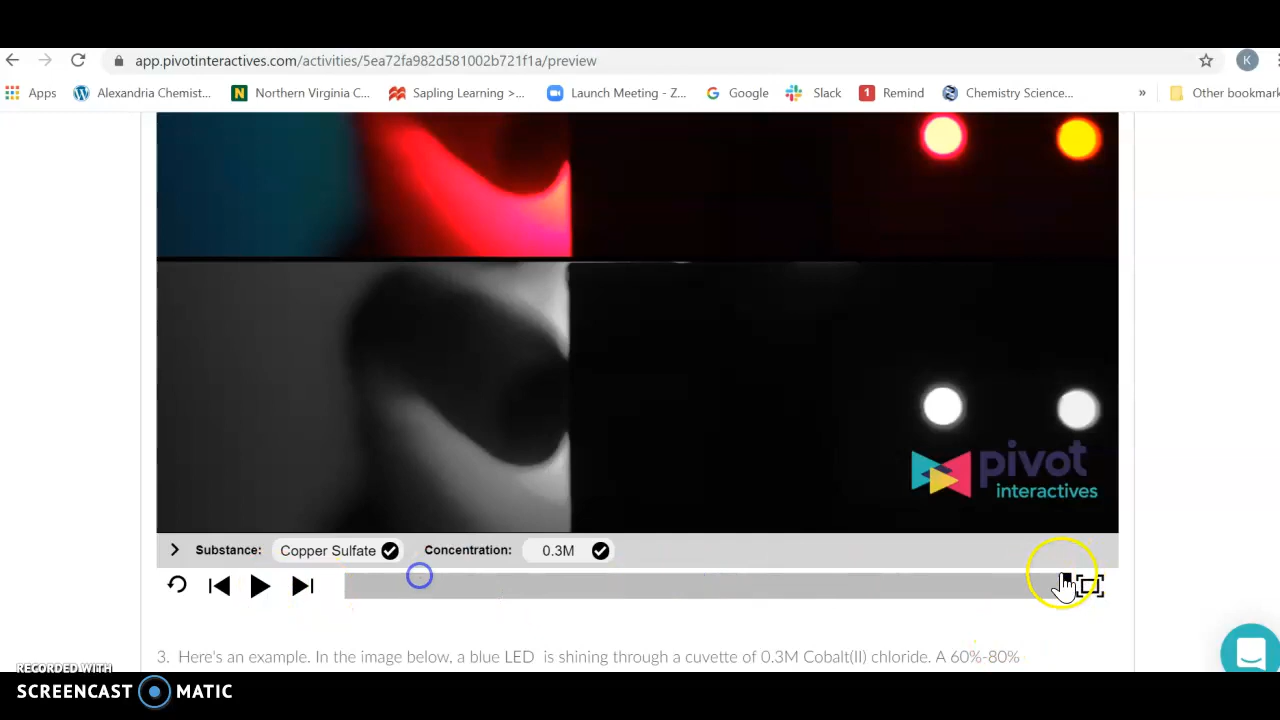 app.pivotinteractives.com/activities/5ea72fa982d581002b721f1a/preview
K
Apps Alexandria Chemist... Northern Virginia C... Sapling Learning >... Launch Meeting - Z... Google Slack 1 Remind Chemistry Science... » Other bookmark
pivot
interactives
Substance: Copper Sulfate Concentration: 0.3M
3. Here's an example. In the image below, a blue LED is shining through a cuvette of 0.3M Cobalt(II) chloride. A 60%-80%
RECORDED WITH
SCREENCAST MATIC